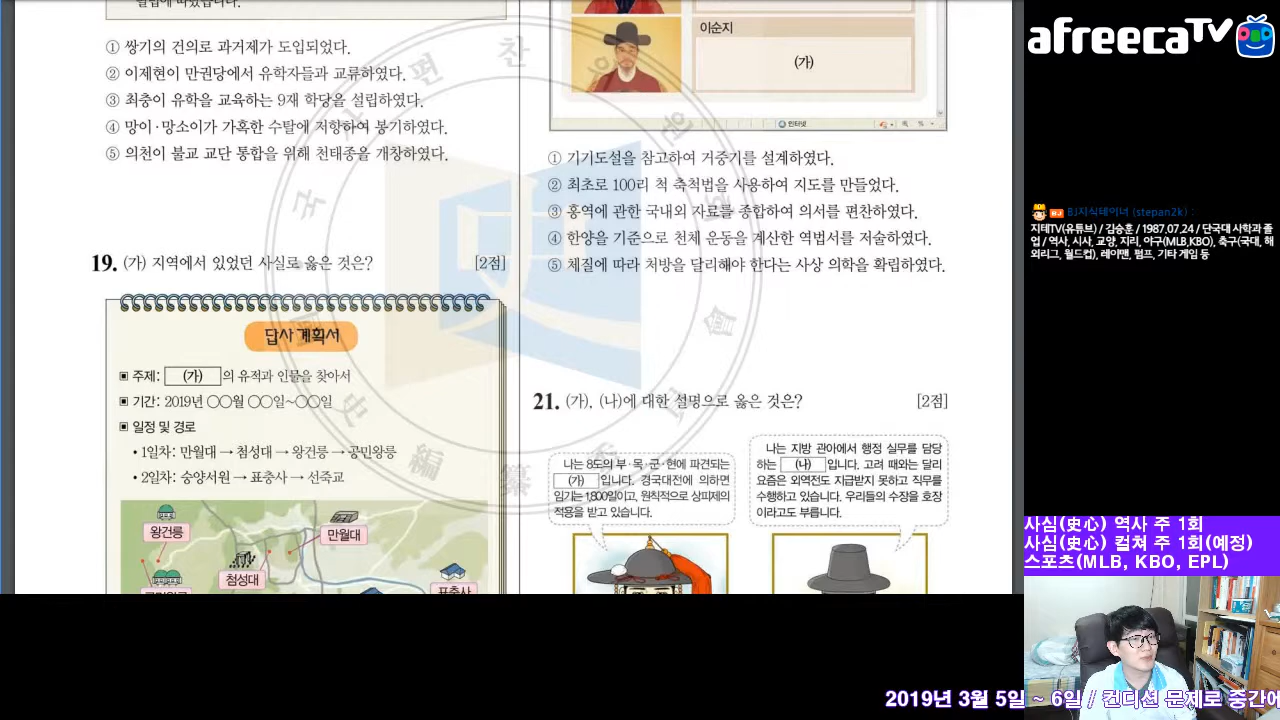 ① 쌍기의 건의로 과거제가 도입되었다.
② 이제현이 만권당에서 유학자들과 교류하였다.
③ 최충이 유학을 교육하는 9재 학당을 설립하였다.
④ 망이·망소이가 가혹한 수탈에 저항하여 봉기하였다.
⑤ 의천이 불교 교단 통합을 위해 천태종을 개창하였다.
19. (가) 지역에서 있었던 사실로 옳은 것은? [2점]
답사 계획서
▣ 주제: (가) 의 유적과 인물을 찾아서
▣ 기간: 2019년 ○○월 ○○일~○○일
▣ 일정 및 경로
• 1일차: 만월대 → 첨성대 → 왕건릉 → 공민왕릉
• 2일차: 숭양서원 → 표충사 → 선죽교
왕건릉
만월대
첨성대
표충사
공민왕릉
이순지
(가)
인터넷
① 기기도설을 참고하여 거중기를 설계하였다.
② 최초로 100리 척 축척법을 사용하여 지도를 만들었다.
③ 홍역에 관한 국내외 자료를 종합하여 의서를 편찬하였다.
④ 한양을 기준으로 천체 운동을 계산한 역법서를 저술하였다.
⑤ 체질에 따라 처방을 달리해야 한다는 사상 의학을 확립하였다.
21. (가), (나)에 대한 설명으로 옳은 것은? [2점]
나는 8도의 부·목·군·현에 파견되는
(가) 입니다. 경국대전에 의하면
임기는 1,800일이고, 원칙적으로 상피제의
적용을 받고 있습니다.
나는 지방 관아에서 행정 실무를 담당
하는 (나) 입니다. 고려 때와는 달리
요즘은 외역전도 지급받지 못하고 직무를
수행하고 있습니다. 우리들의 수장을 호장
이라고도 부릅니다.
afreecaTV
BJ BJ지식테이너 (stepan2k) :
지테TV(유튜브) / 김승훈 / 1987.07.24 / 단국대 사학과 졸
업 / 역사, 시사, 교양, 지리, 야구(MLB,KBO), 축구(국대, 해
외리그, 월드컵), 레이맨, 펌프, 기타 게임 등
사심(史心) 역사 주 1회
사심(史心) 컬쳐 주 1회(예정)
스포츠(MLB, KBO, EPL)
2019년 3월 5일 ~ 6일 / 컨디션 문제로 중간에